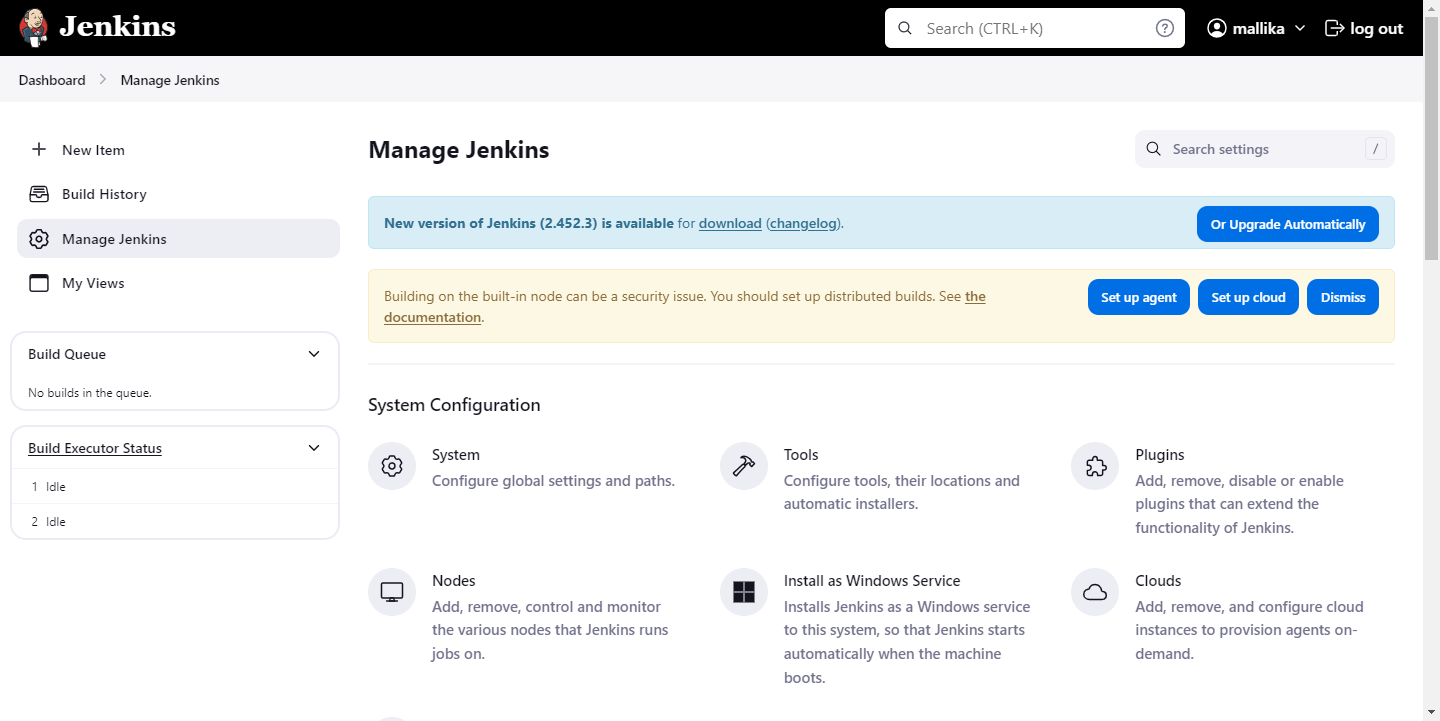 Jenkins
Search (CTRL+K)
?
mallika
log out
Dashboard
Manage Jenkins
New Item
Build History
Manage Jenkins
My Views
Build Queue
No builds in the queue.
Build Executor Status
1 Idle
2 Idle
Manage Jenkins
Search settings
/
New version of Jenkins (2.452.3) is available for download (changelog).
Or Upgrade Automatically
Building on the built-in node can be a security issue. You should set up distributed builds. See the
documentation.
Set up agent
Set up cloud
Dismiss
System Configuration
System
Configure global settings and paths.
Tools
Configure tools, their locations and
automatic installers.
Plugins
Add, remove, disable or enable
plugins that can extend the
functionality of Jenkins.
Nodes
Add, remove, control and monitor
the various nodes that Jenkins runs
jobs on.
Install as Windows Service
Installs Jenkins as a Windows service
to this system, so that Jenkins starts
automatically when the machine
boots.
Clouds
Add, remove, and configure cloud
instances to provision agents on-
demand.